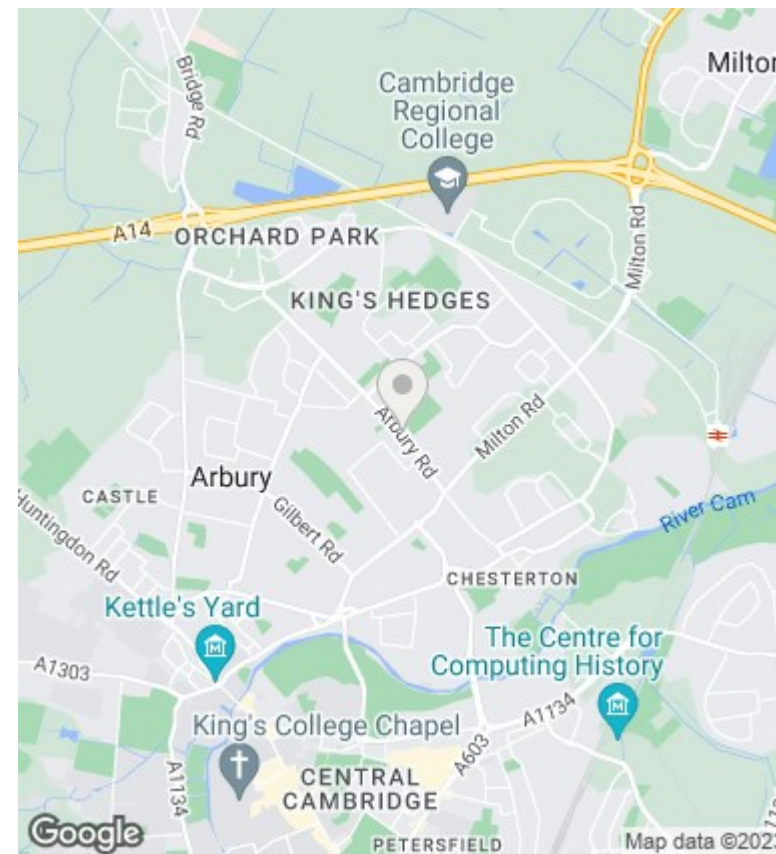 Milton
Bridge Rd
Cambridge
Regional
College
A14
ORCHARD PARK
Milton Rd
KING'S HEDGES
Arbury Rd
Milton Rd
Arbury
CASTLE
Gilbert Rd
Huntingdon Rd
River Cam
CHESTERTON
Kettle's Yard
The Centre for
Computing History
A1303
A1134
King's College Chapel
A603
A1134
CENTRAL
CAMBRIDGE
PETERSFIELD
Google
Map data ©202